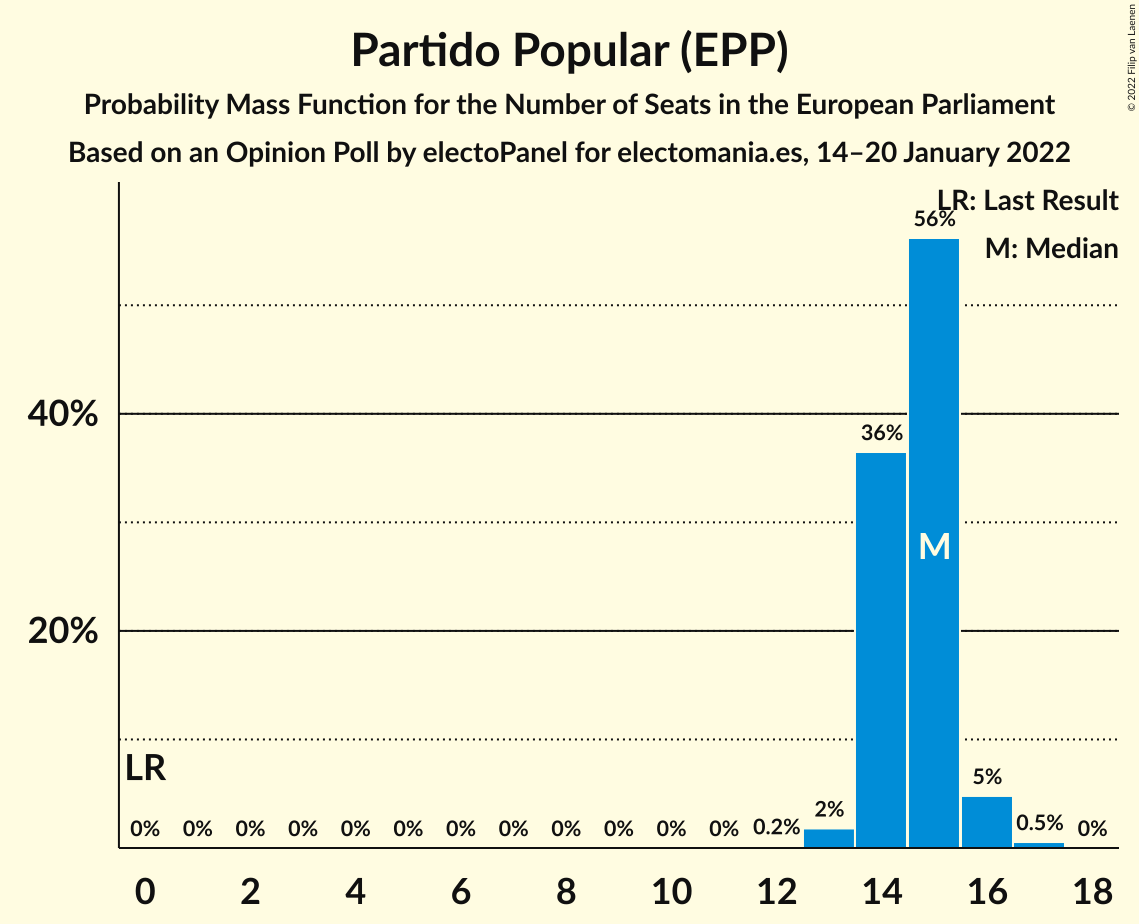 Partido Popular (EPP)
Probability Mass Function for the Number of Seats in the European Parliament
Based on an Opinion Poll by electoPanel for electomania.es, 14–20 January 2022
© 2022 Filip van Laenen
LR: Last Result
M: Median
56%
40%
36%
M
20%
LR
0% 0% 0% 0% 0% 0% 0% 0% 0% 0% 0% 0% 0.2% 2% 5% 0.5% 0%
0 2 4 6 8 10 12 14 16 18